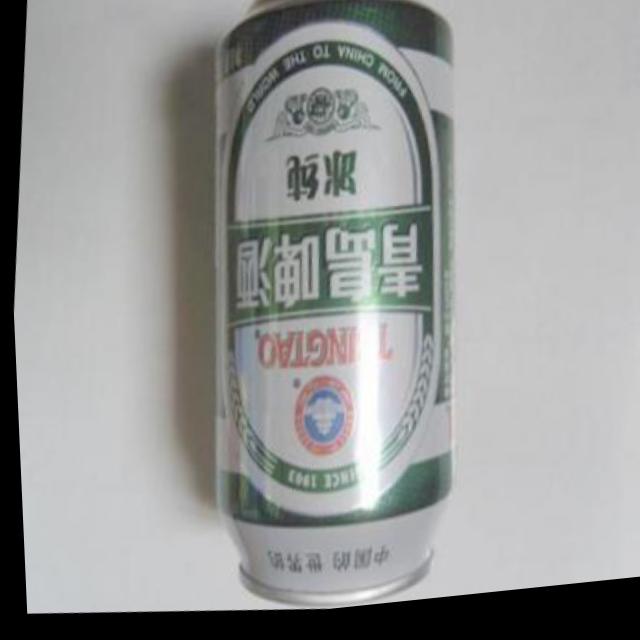 中国的 世界的
SINCE 1903
TSINGTAO
青岛啤酒
冰纯
FROM CHINA TO THE WORLD